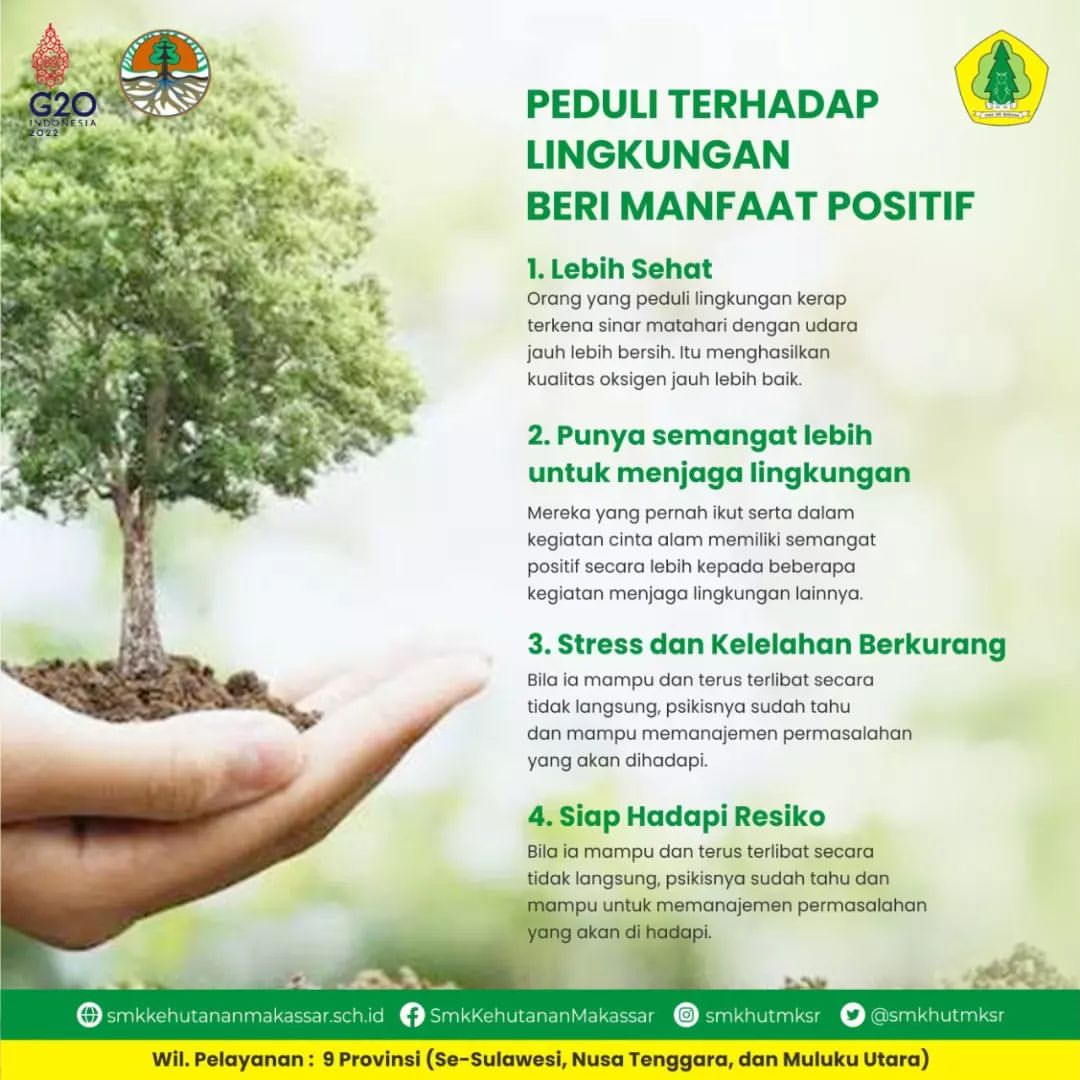 G20
INDONESIA
2022
PEDULI TERHADAP
LINGKUNGAN
BERI MANFAAT POSITIF
1. Lebih Sehat
Orang yang peduli lingkungan kerap
terkena sinar matahari dengan udara
jauh lebih bersih. Itu menghasilkan
kualitas oksigen jauh lebih baik.
2. Punya semangat lebih
untuk menjaga lingkungan
Mereka yang pernah ikut serta dalam
kegiatan cinta alam memiliki semangat
positif secara lebih kepada beberapa
kegiatan menjaga lingkungan lainnya.
3. Stress dan Kelelahan Berkurang
Bila ia mampu dan terus terlibat secara
tidak langsung, psikisnya sudah tahu
dan mampu memanajemen permasalahan
yang akan dihadapi.
4. Siap Hadapi Resiko
Bila ia mampu dan terus terlibat secara
tidak langsung, psikisnya sudah tahu dan
mampu untuk memanajemen permasalahan
yang akan di hadapi.
smkkehutananmakassar.sch.id SmkKehutananMakassar smkhutmksr @smkhutmksr
Wil. Pelayanan : 9 Provinsi (Se-Sulawesi, Nusa Tenggara, dan Muluku Utara)